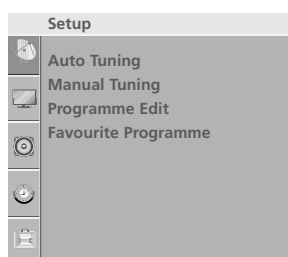 Setup
Auto Tuning
Manual Tuning
Programme Edit
Favourite Programme